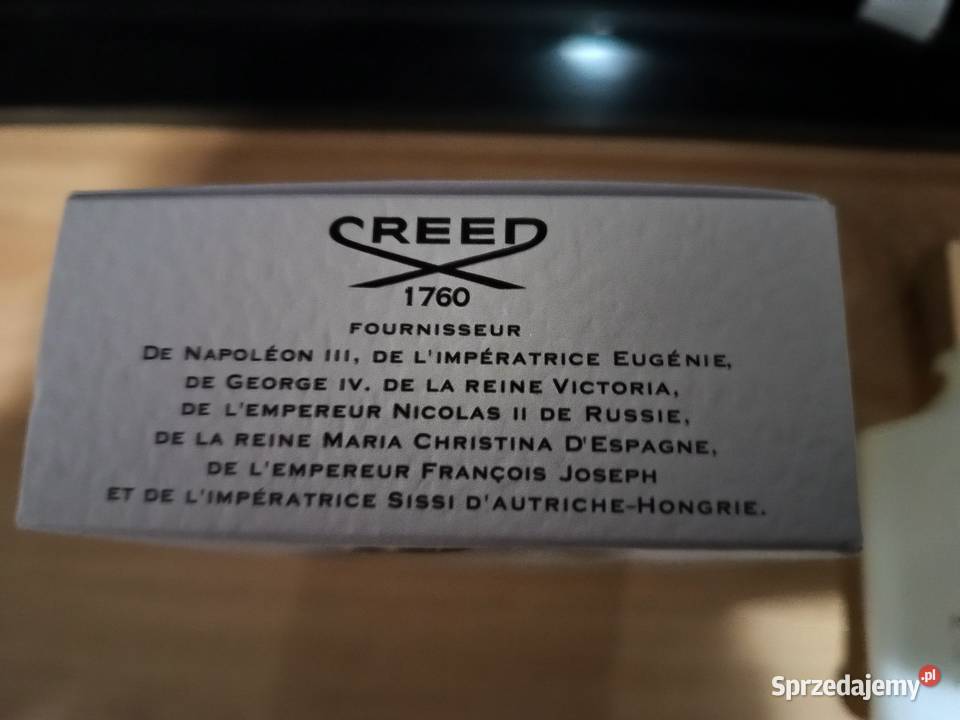 CREED
1760
FOURNISSEUR
DE NAPOLÉON III, DE L'IMPÉRATRICE EUGÉNIE,
DE GEORGE IV. DE LA REINE VICTORIA,
DE L'EMPEREUR NICOLAS II DE RUSSIE,
DE LA REINE MARIA CHRISTINA D'ESPAGNE,
DE L'EMPEREUR FRANÇOIS JOSEPH
ET DE L'IMPÉRATRICE SISSI D'AUTRICHE-HONGRIE.
Sprzedajemy.pl